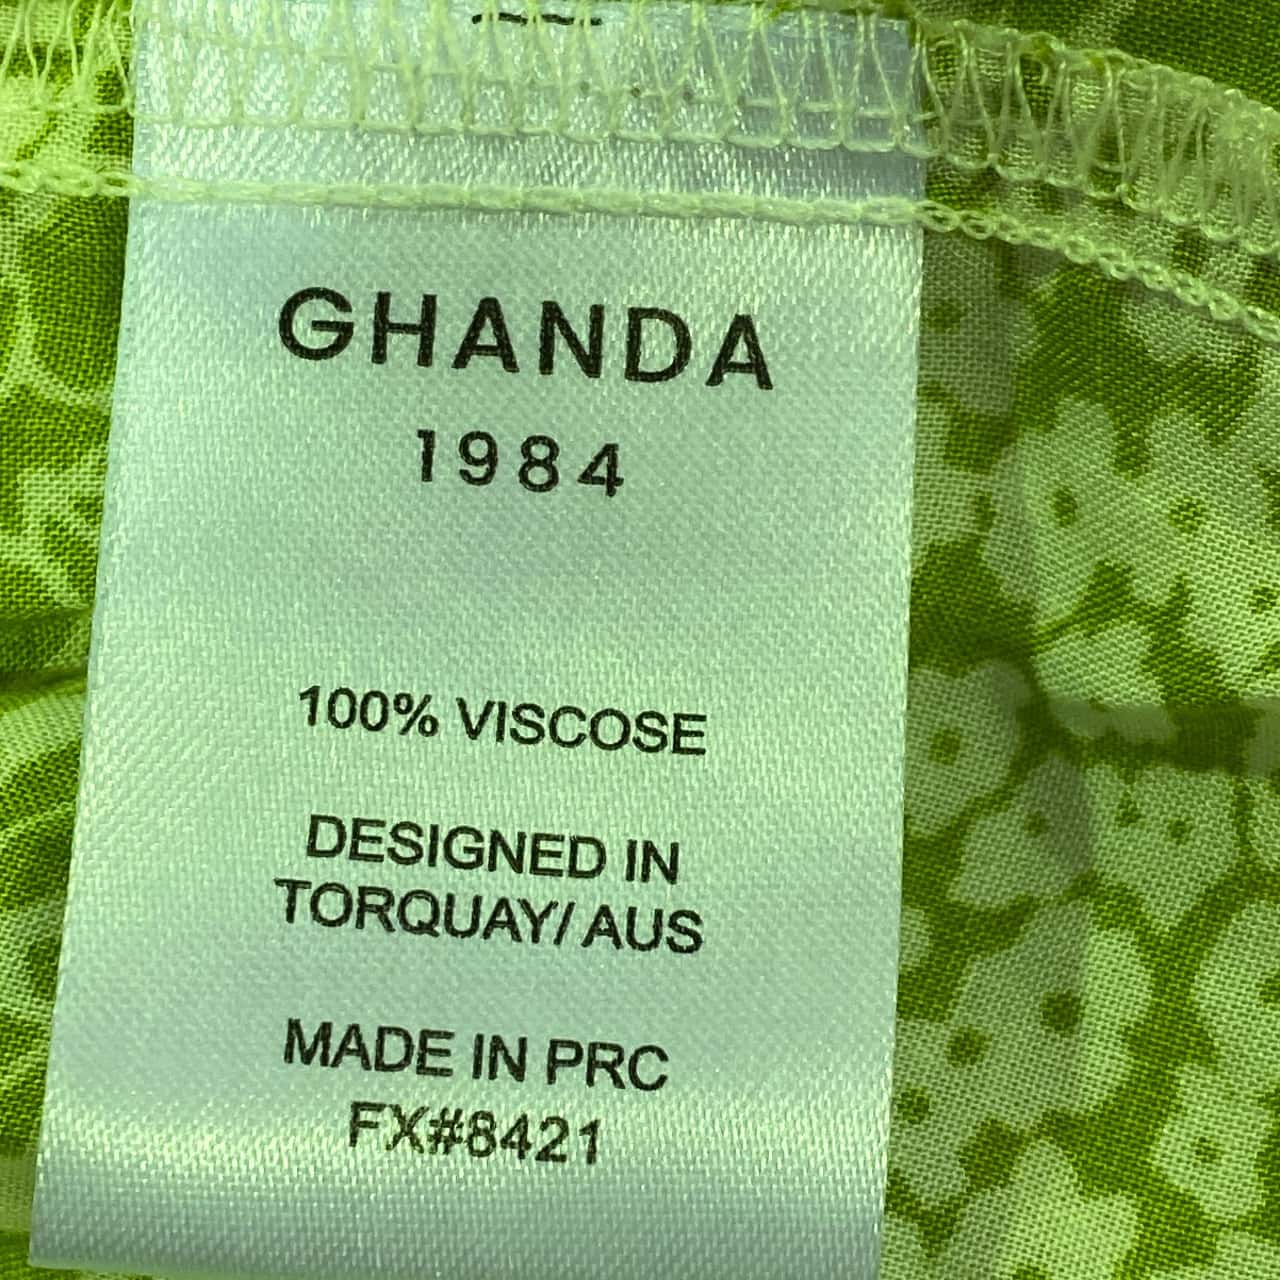 GHANDA
1984
100% VISCOSE
DESIGNED IN
TORQUAY/ AUS
MADE IN PRC
FX#8421